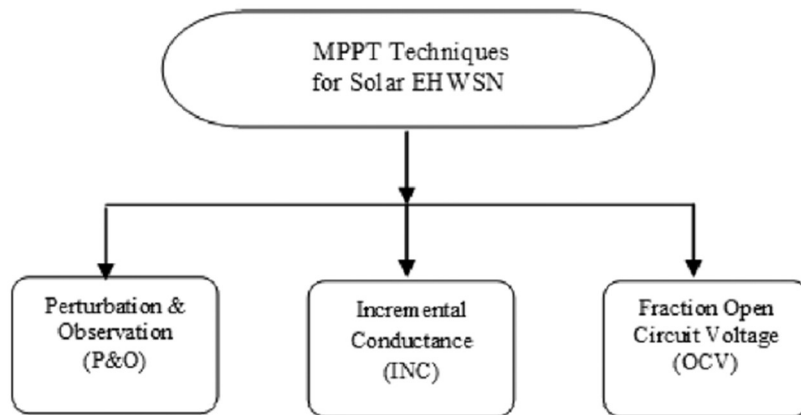 MPPT Techniques
for Solar EHWSN
Perturbation &
Observation
(P&O)
Incremental
Conductance
(INC)
Fraction Open
Circuit Voltage
(OCV)